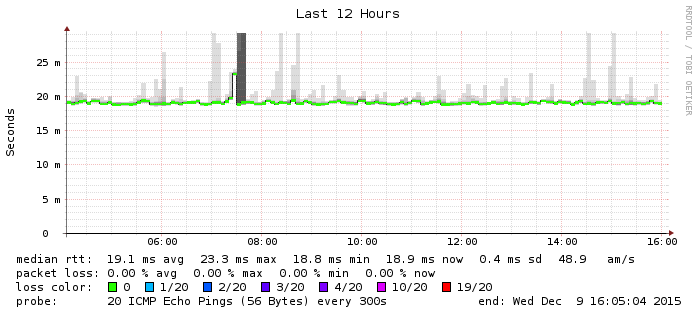 Last 12 Hours
RRDTOOL / TOBI OETIKER
Seconds
25 m
20 m
15 m
10 m
5 m
0
06:00 08:00 10:00 12:00 14:00 16:00
median rtt: 19.1 ms avg 23.3 ms max 18.8 ms min 18.9 ms now 0.4 ms sd 48.9 am/s
packet loss: 0.00 % avg 0.00 % max 0.00 % min 0.00 % now
loss color: 0 1/20 2/20 3/20 4/20 10/20 19/20
probe: 20 ICMP Echo Pings (56 Bytes) every 300s end: Wed Dec 9 16:05:04 2015